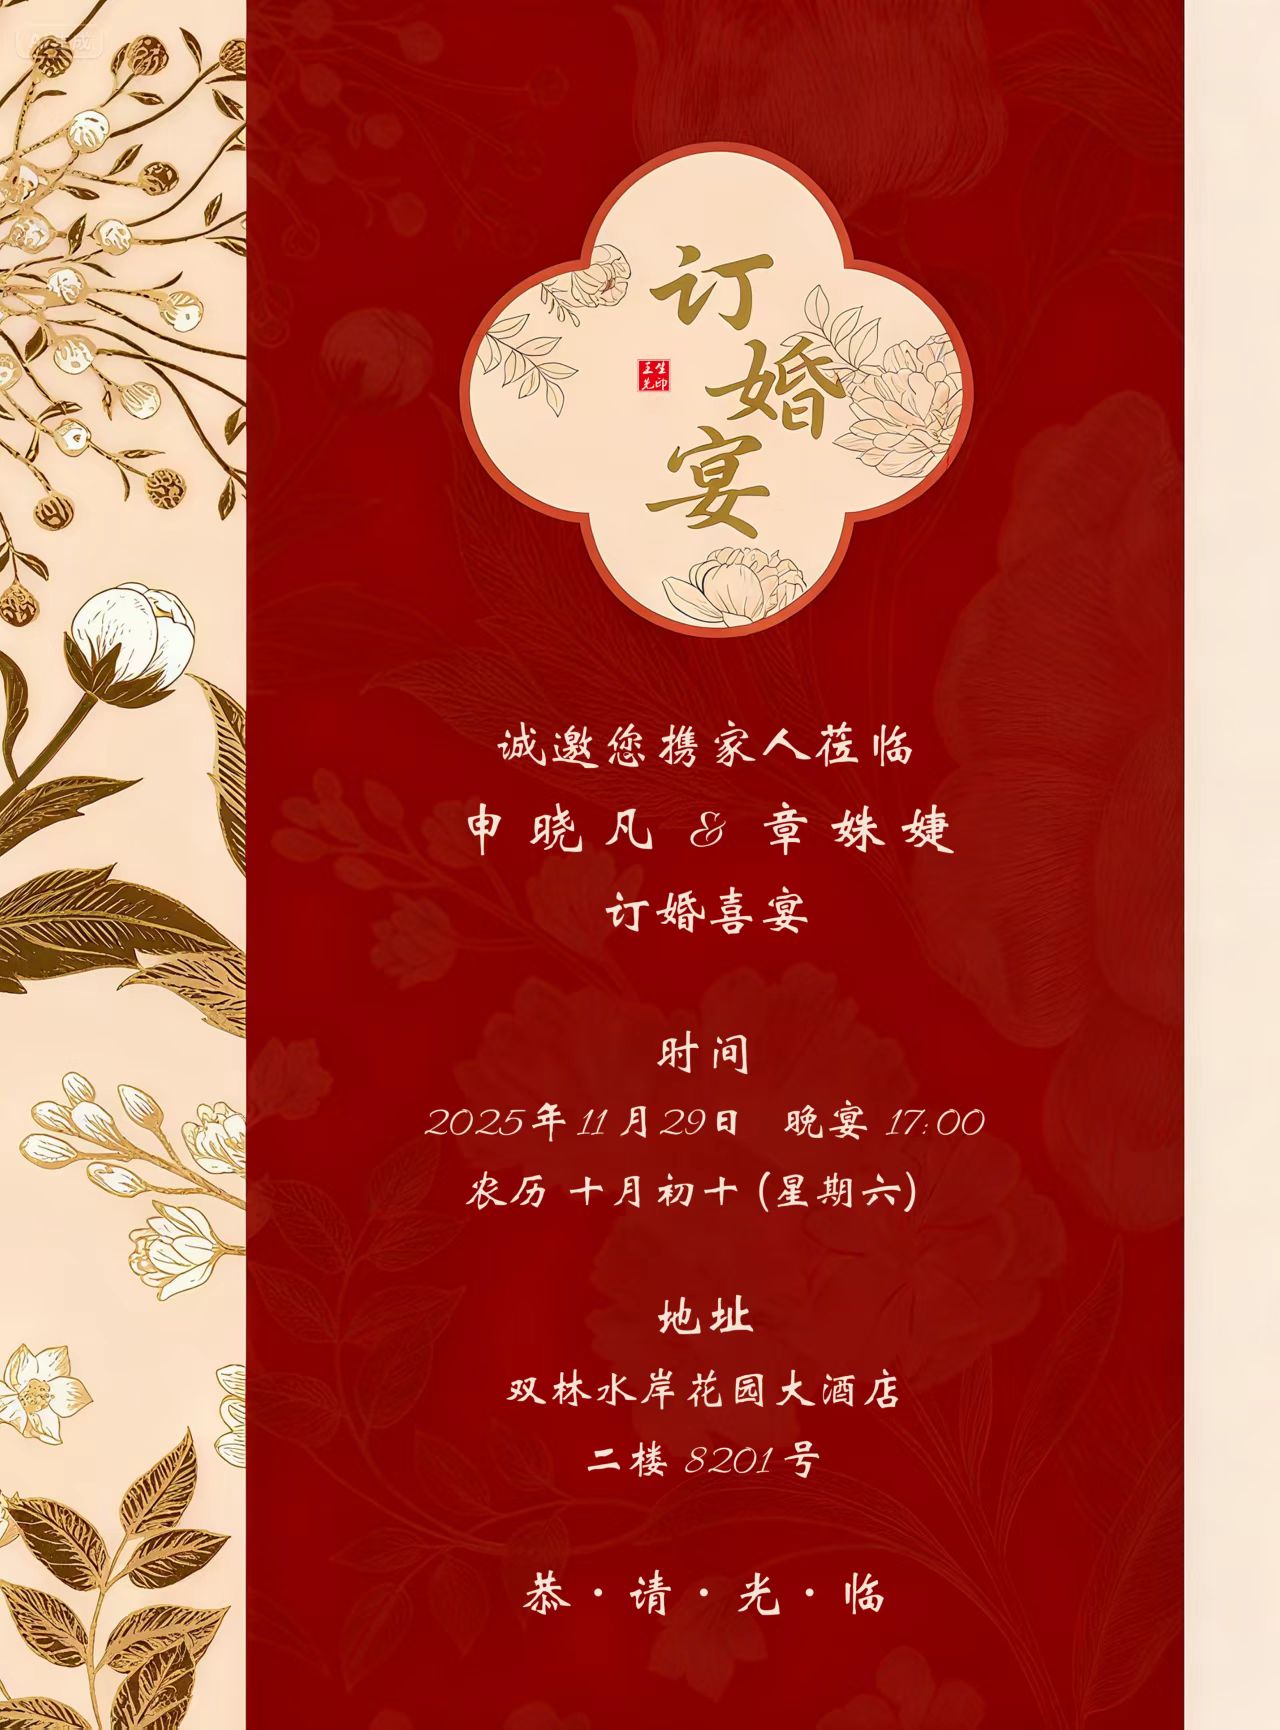 订
婚
宴
诚邀您携家人莅临
申晓凡 & 章姝婕
订婚喜宴
时间
2025年11月29日 晚宴 17:00
农历 十月初十 (星期六)
地址
双林水岸花园大酒店
二楼 8201号
恭·请·光·临